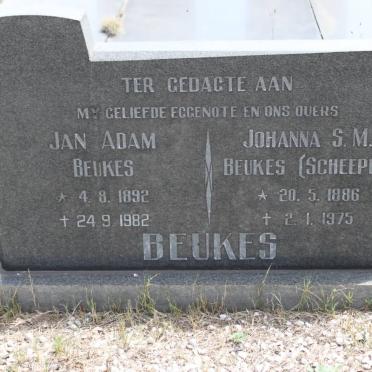 TER GEDAGTE AAN
MY GELIEFDE EGGENOTE EN ONS OUERS
JAN ADAM
BEUKES
* 4.8.1892
† 24.9.1982
JOHANNA S.M.
BEUKES (SCHEEP
* 20.5.1886
† 2.1.1975
BEUKES